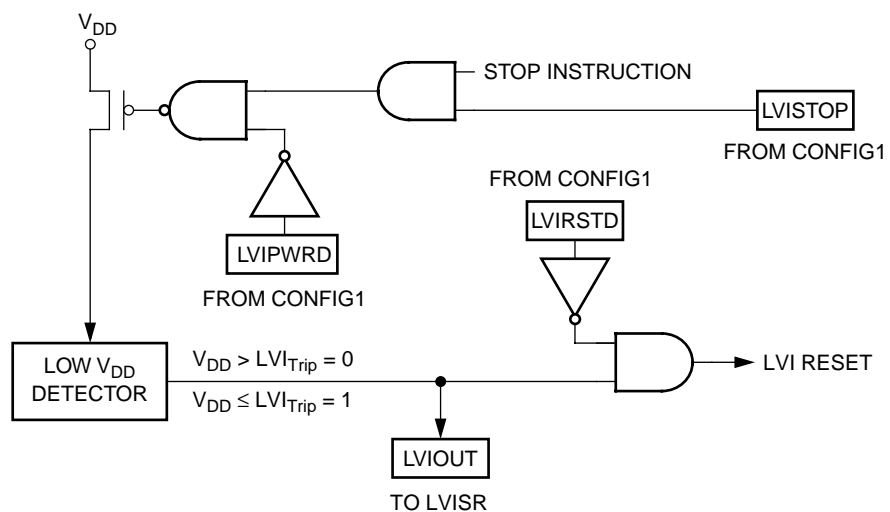 VDD
STOP INSTRUCTION
LVISTOP
FROM CONFIG1
FROM CONFIG1
LVIRSTD
LVIPWRD
FROM CONFIG1
LOW VDD
DETECTOR
VDD > LVITrip = 0
VDD ≤ LVITrip = 1
LVI RESET
LVIOUT
TO LVISR